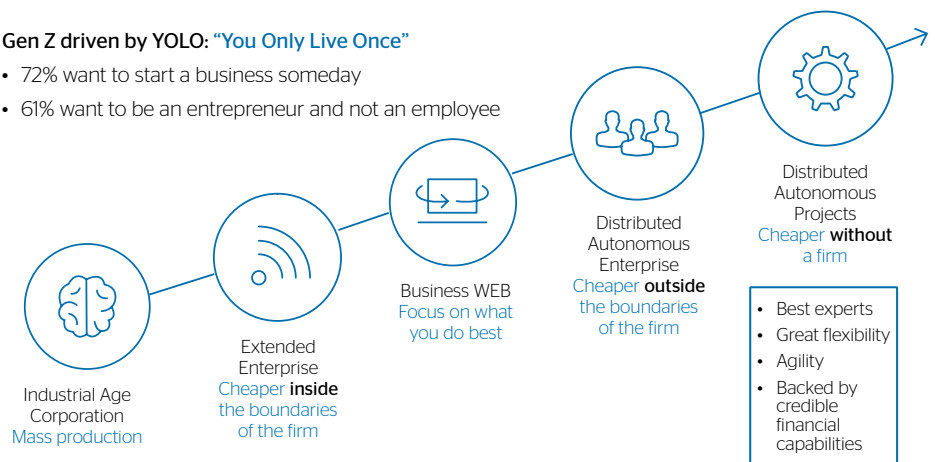 Gen Z driven by YOLO: “You Only Live Once”
• 72% want to start a business someday
• 61% want to be an entrepreneur and not an employee
Industrial Age
Corporation
Mass production
Extended
Enterprise
Cheaper inside
the boundaries
of the firm
Business WEB
Focus on what
you do best
Distributed
Autonomous
Enterprise
Cheaper outside
the boundaries
of the firm
Distributed
Autonomous
Projects
Cheaper without
a firm
• Best experts
• Great flexibility
• Agility
• Backed by
credible
financial
capabilities